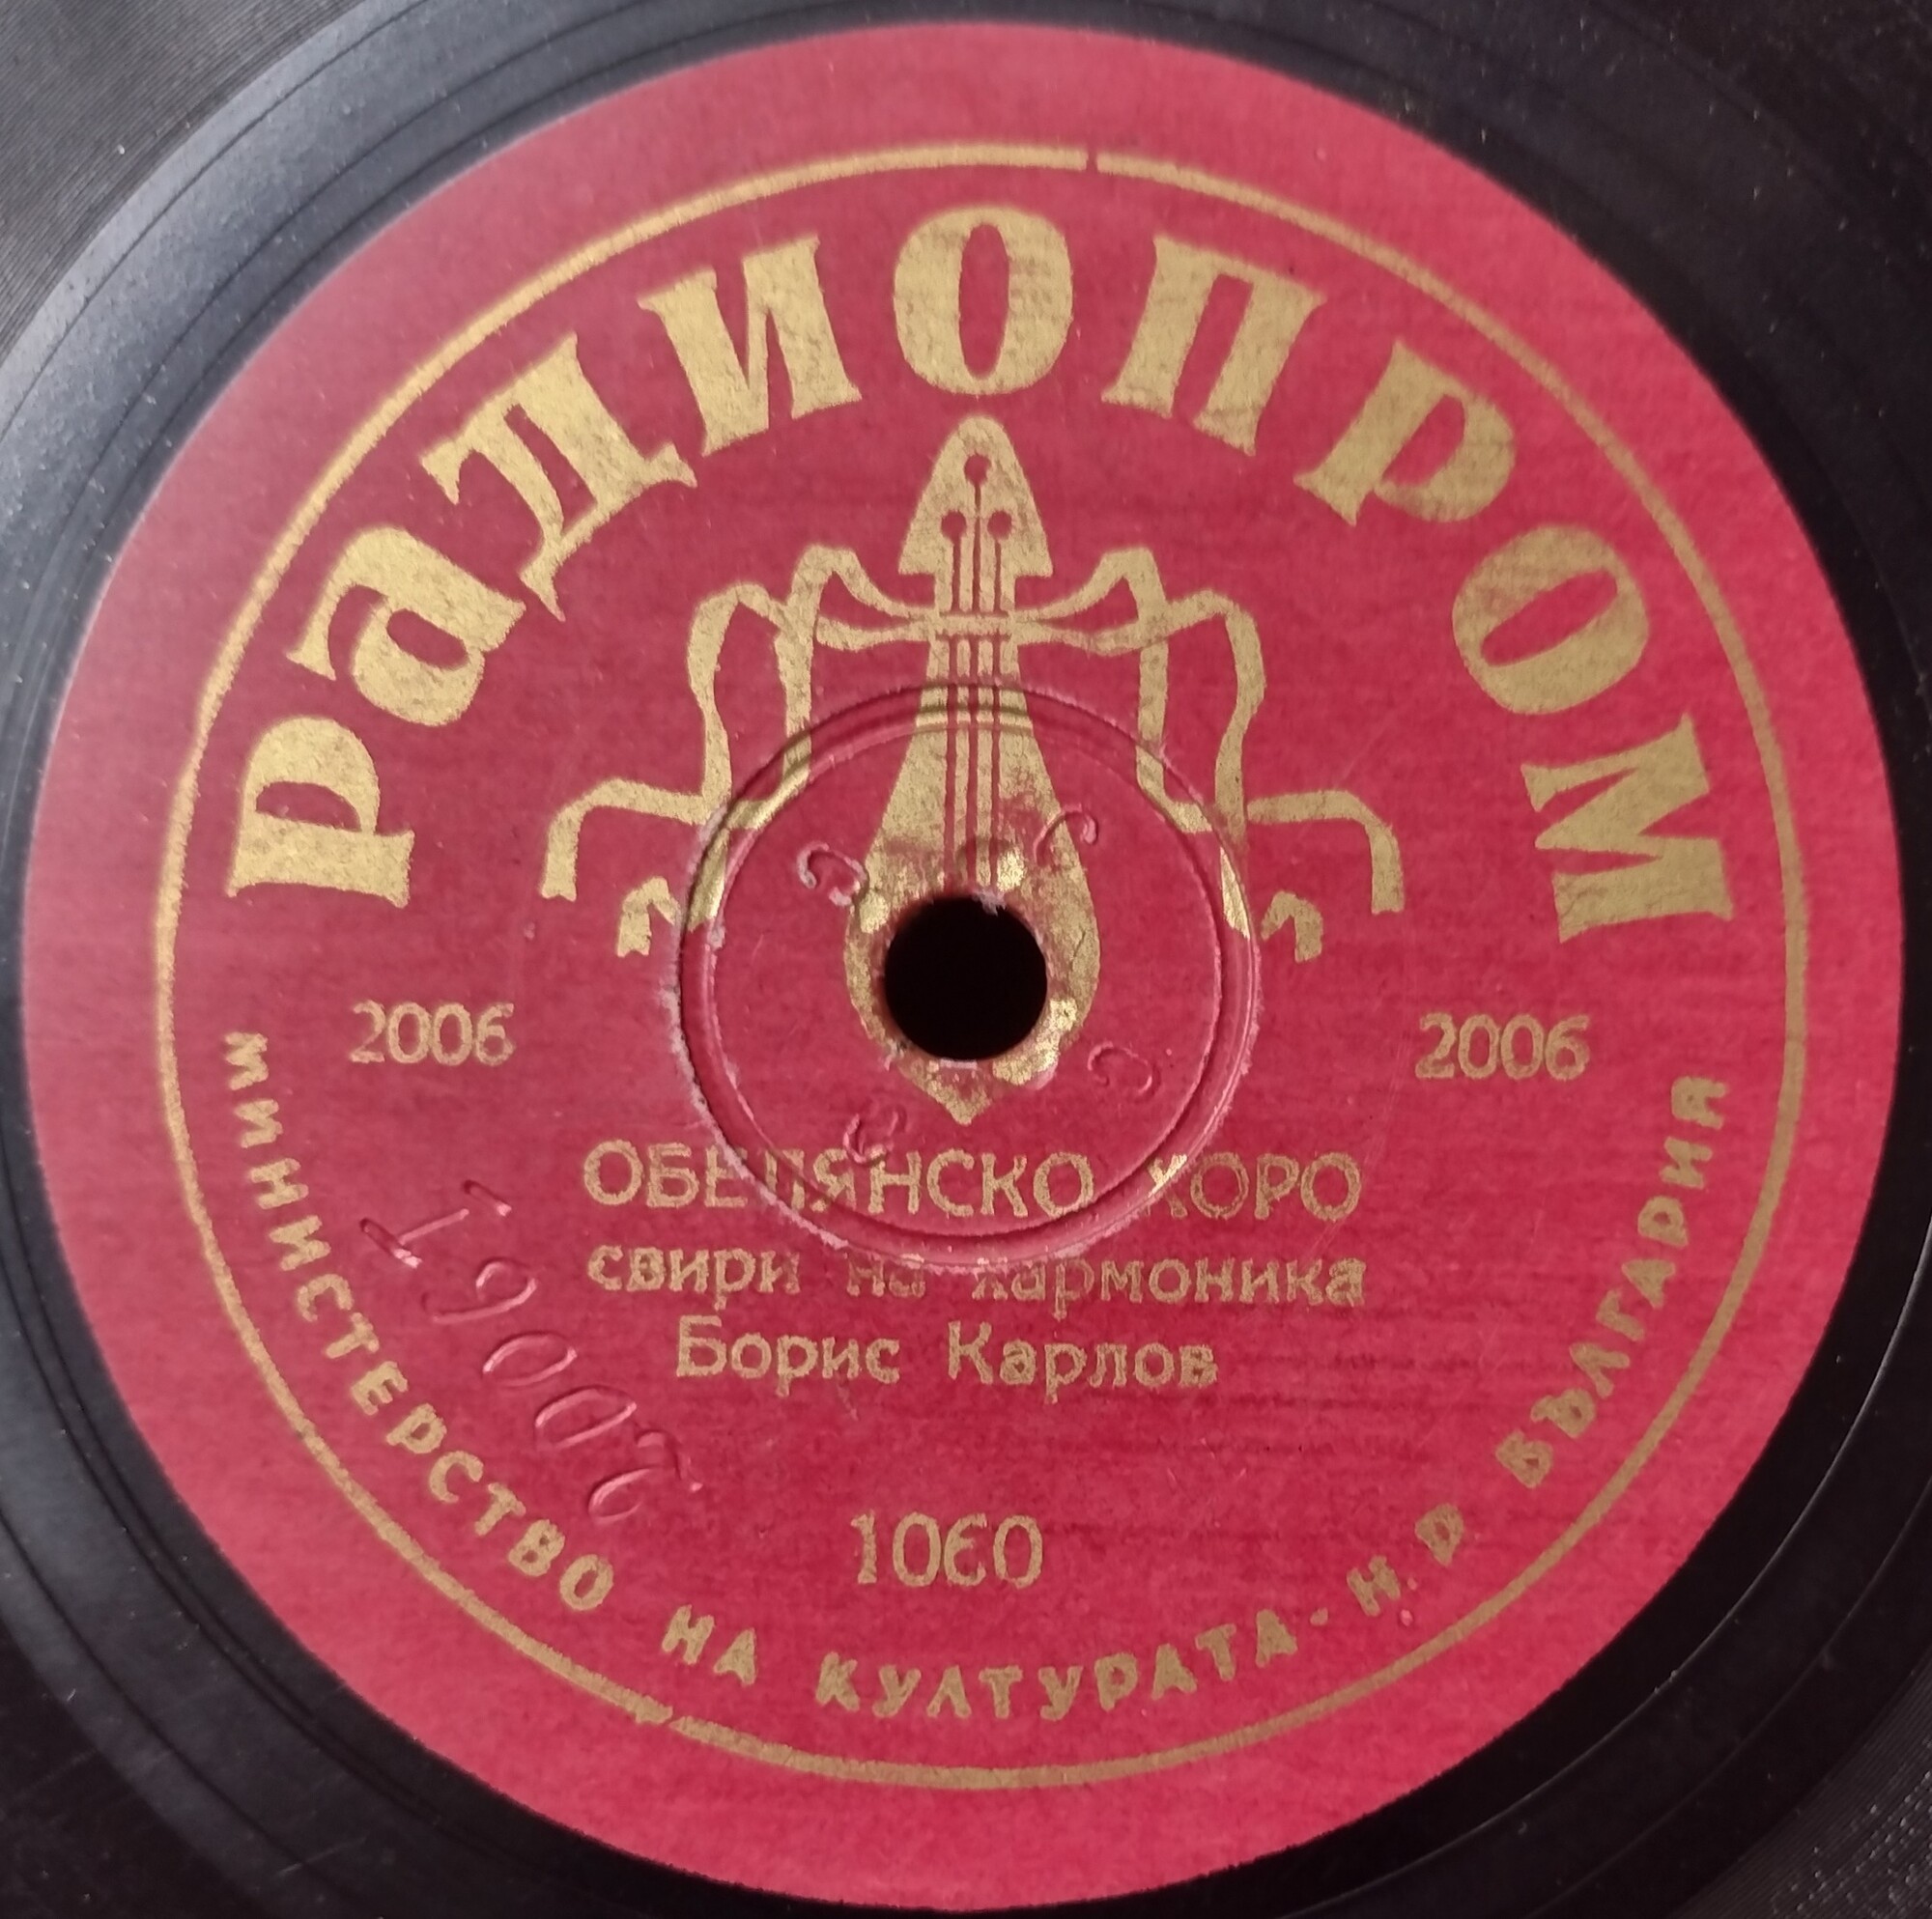 Радиопром
2006 2006
ОБЕЛЯНСКО ХОРО
свири на хармоника
Борис Карлов
1060
МИНИСТЕРСТВО НА КУЛТУРАТА - Н. Р. БЪЛГАРИЯ